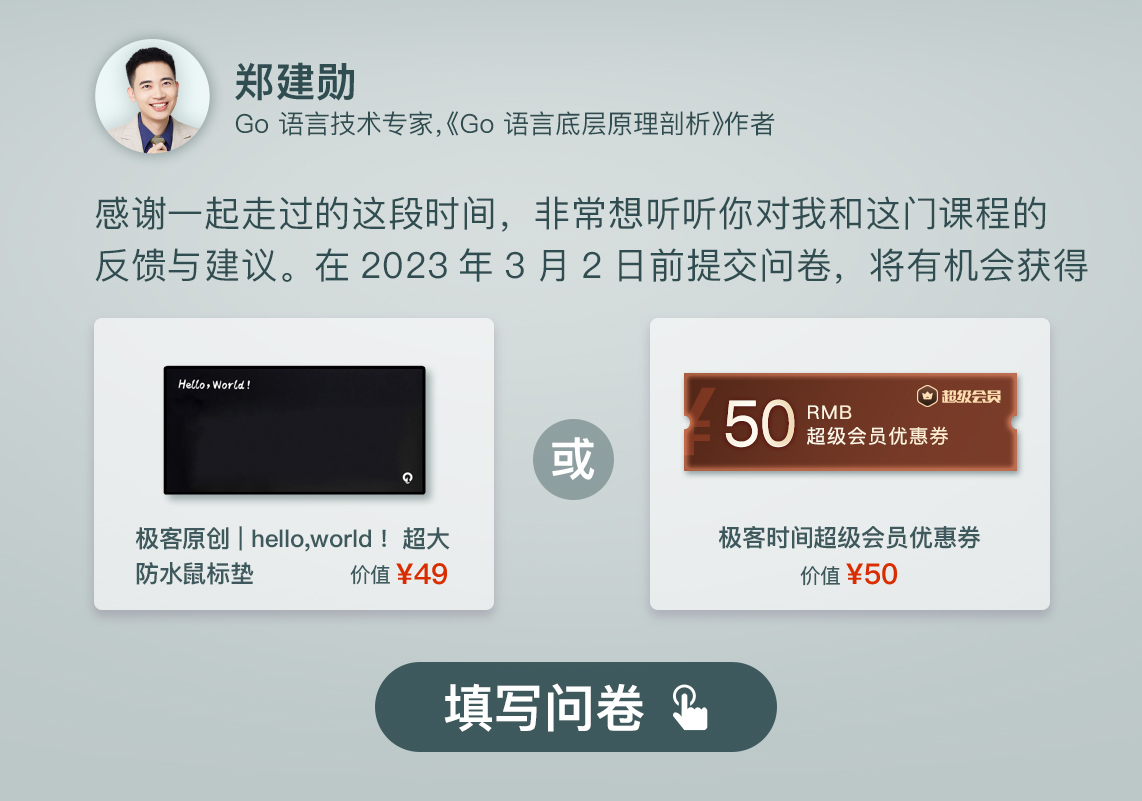 郑建勋
Go 语言技术专家,《Go 语言底层原理剖析》作者
感谢一起走过的这段时间，非常想听听你对我和这门课程的
反馈与建议。在 2023 年 3 月 2 日前提交问卷，将有机会获得
Hello,World!
极客原创 | hello,world！ 超大
防水鼠标垫 价值 ¥49
或
超级会员
¥ 50 RMB
超级会员优惠券
极客时间超级会员优惠券
价值 ¥50
填写问卷